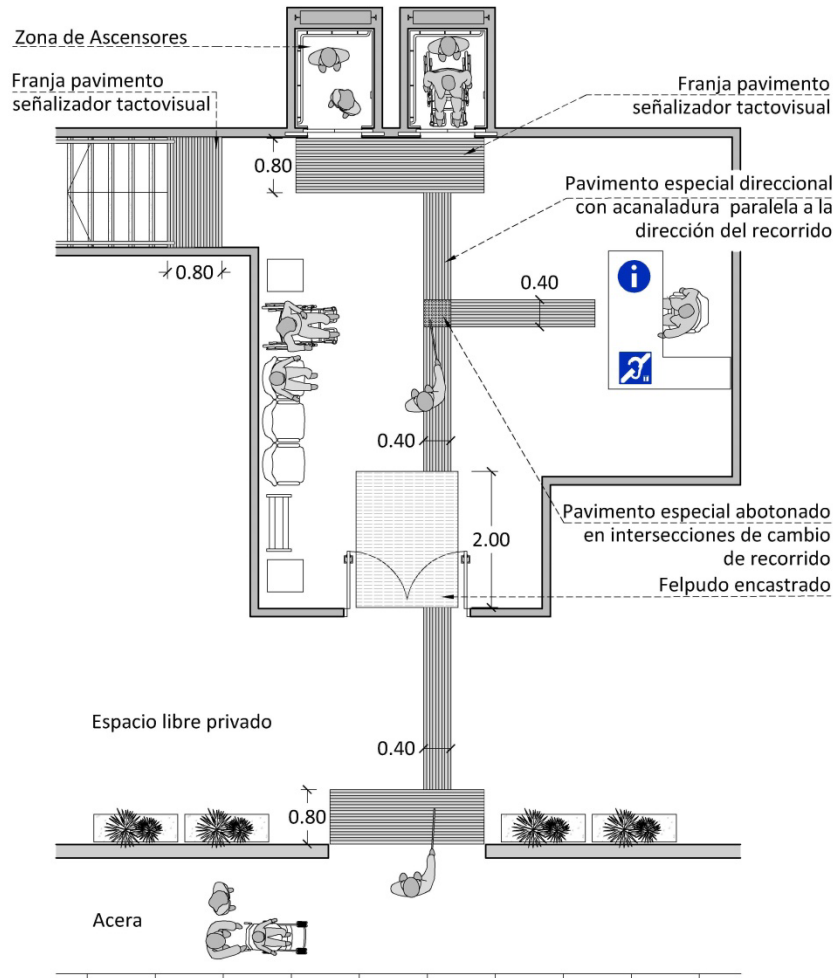 Zona de Ascensores
Franja pavimento
señalizador tactovisual
Franja pavimento
señalizador tactovisual
0.80
Pavimento especial direccional
con acanaladura paralela a la
dirección del recorrido
0.80
0.40
i
0.40
Pavimento especial abotonado
en intersecciones de cambio
de recorrido
2.00
Felpudo encastrado
Espacio libre privado
0.40
0.80
Acera